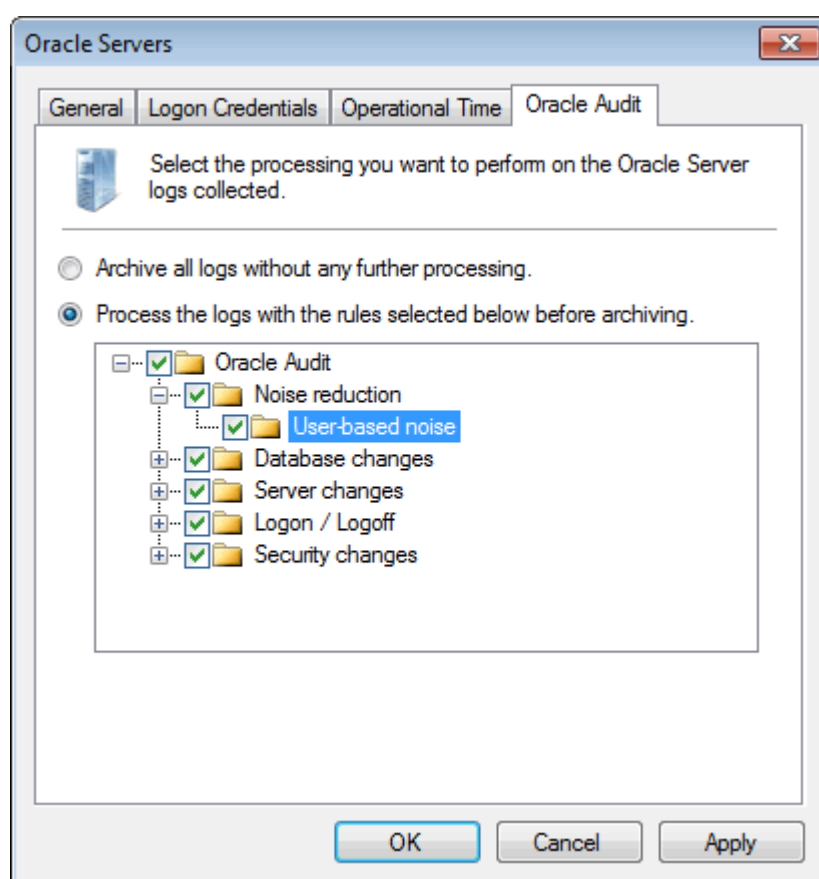 Oracle Servers
General Logon Credentials Operational Time Oracle Audit
Select the processing you want to perform on the Oracle Server
logs collected.
Archive all logs without any further processing.
Process the logs with the rules selected below before archiving.
Oracle Audit
Noise reduction
User-based noise
Database changes
Server changes
Logon / Logoff
Security changes
OK Cancel Apply